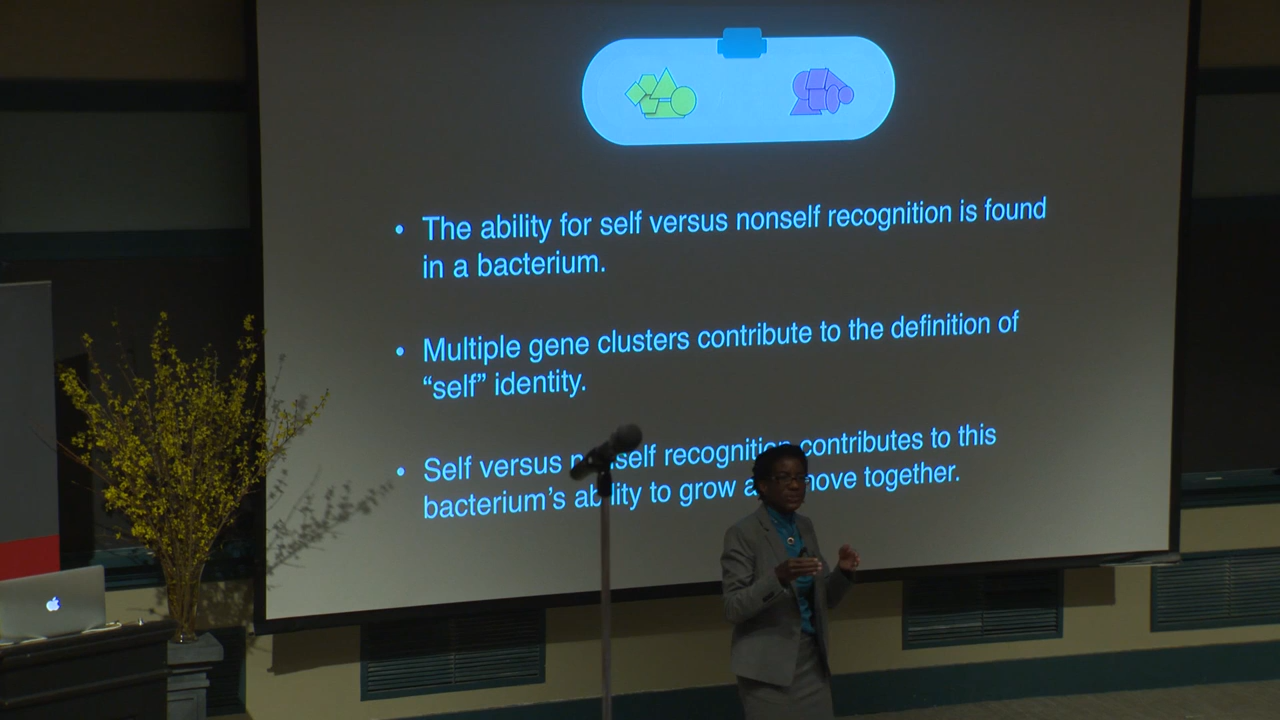 • The ability for self versus nonself recognition is found
in a bacterium.
• Multiple gene clusters contribute to the definition of
“self” identity.
• Self versus nonself recognition contributes to this
bacterium's ability to grow and move together.